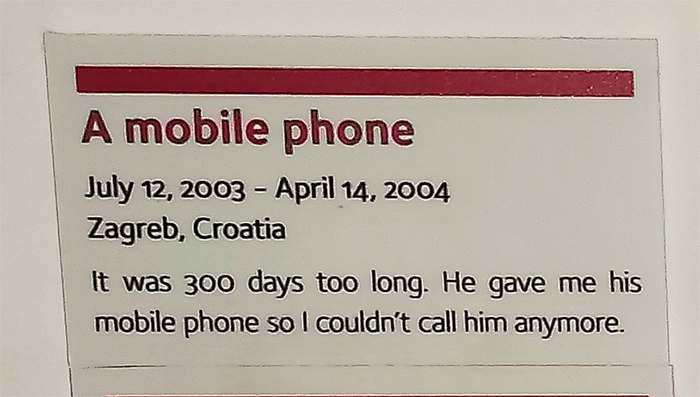 A mobile phone
July 12, 2003 – April 14, 2004
Zagreb, Croatia
It was 300 days too long. He gave me his
mobile phone so I couldn't call him anymore.